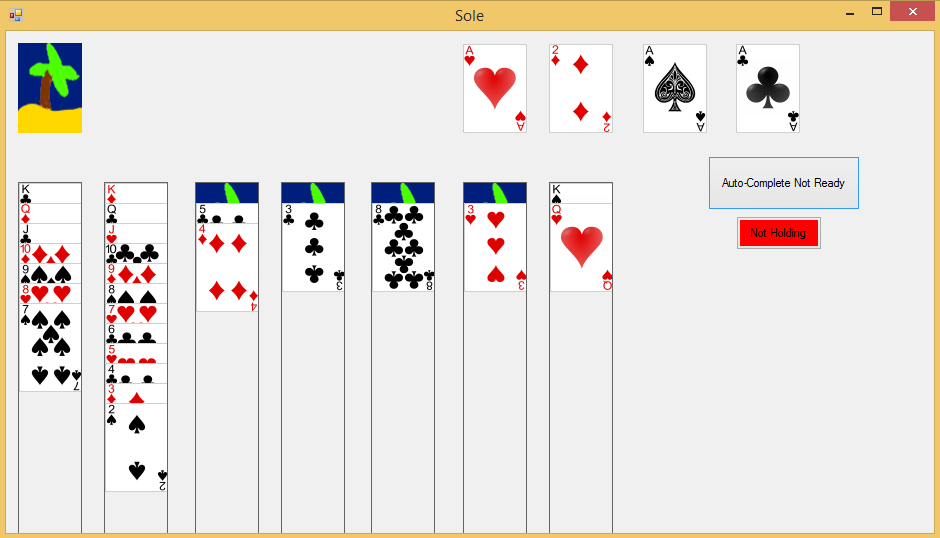 Sole
A 2 A A
A 2 A A
Auto-Complete Not Ready
Not Holding
K K K
Q Q 5 3 8 3 Q
J J 4
10 10
9 9 3 8 3 Q
8 8 4
7 7
6
5
7 4
3
2
2